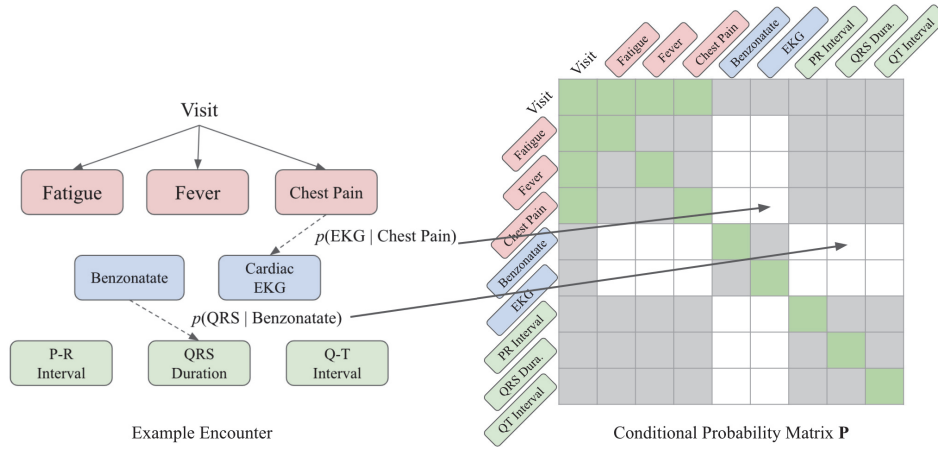 Visit
Fatigue
Fever
Chest Pain
p(EKG | Chest Pain)
Benzonatate
Cardiac
EKG
p(QRS | Benzonatate)
P-R
Interval
QRS
Duration
Q-T
Interval
Example Encounter
Visit
Fatigue
Fever
Chest Pain
Benzonatate
EKG
PR Interval
QRS Dura.
QT Interval
Visit
Fatigue
Fever
Chest Pain
Benzonatate
EKG
PR Interval
QRS Dura.
QT Interval
Conditional Probability Matrix P